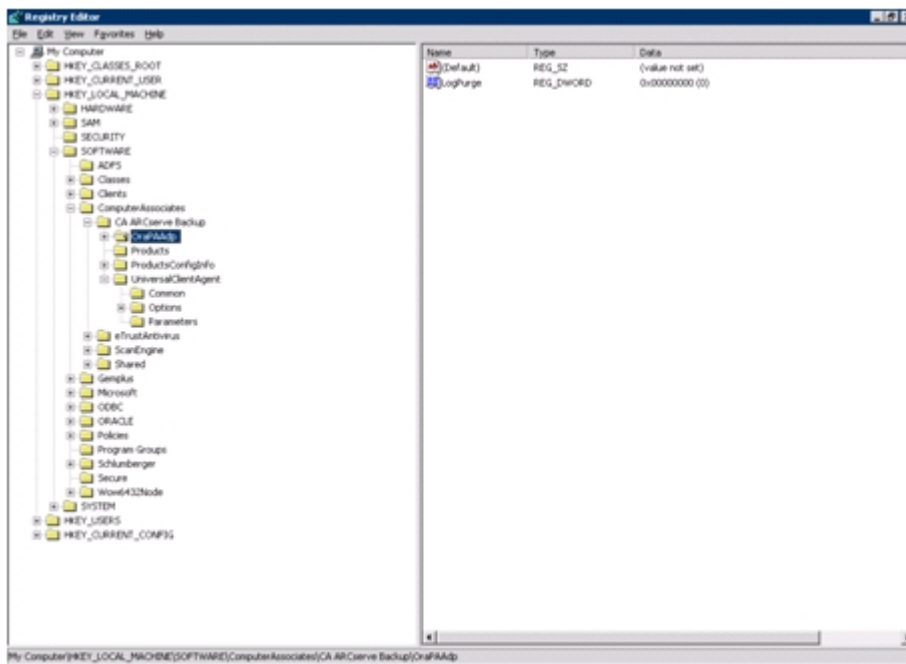 Registry Editor
File Edit View Favorites Help
My Computer
HKEY_CLASSES_ROOT
HKEY_CURRENT_USER
HKEY_LOCAL_MACHINE
HARDWARE
SAM
SECURITY
SOFTWARE
ADFS
Classes
Clients
ComputerAssociates
CA ARCserve Backup
OraPAAdp
Products
ProductsConfigInfo
UniversalClientAgent
Common
Options
Parameters
eTrustAntivirus
ScanEngine
Shared
Gemplus
Microsoft
ODBC
ORACLE
Policies
Program Groups
Schlumberger
Secure
Wow6432Node
SYSTEM
HKEY_USERS
HKEY_CURRENT_CONFIG
Name Type Data
(Default) REG_SZ (value not set)
LogPurge REG_DWORD 0x00000000 (0)
My Computer\HKEY_LOCAL_MACHINE\SOFTWARE\ComputerAssociates\CA ARCserve Backup\OraPAAdp